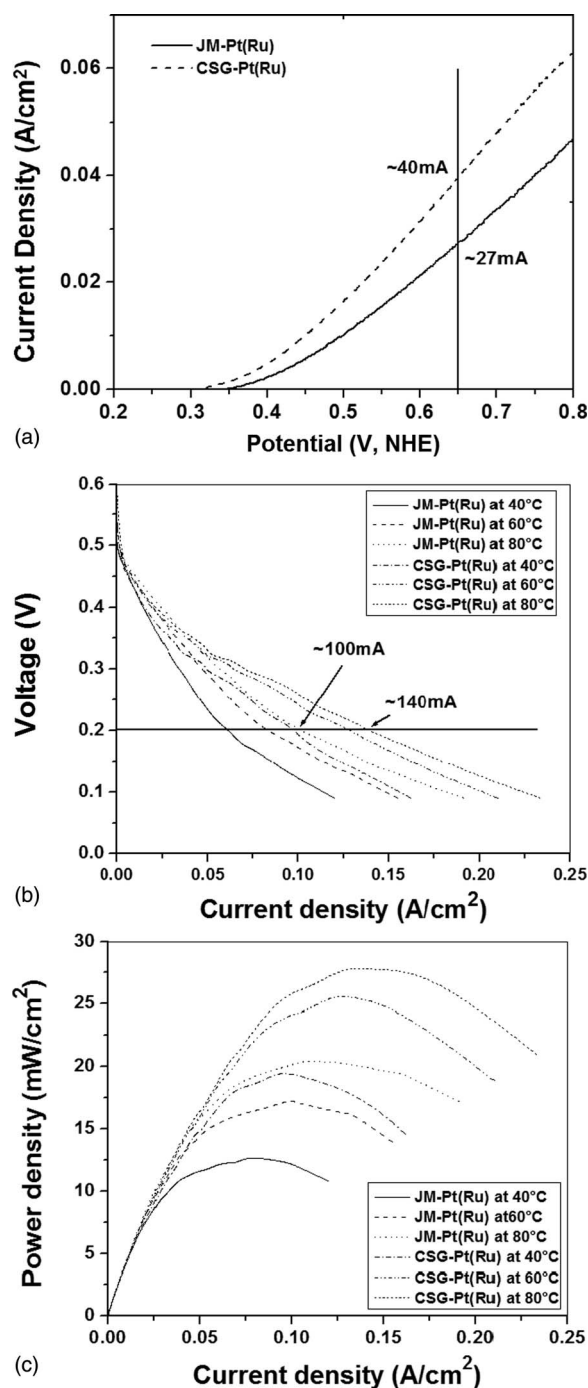 JM-Pt(Ru)
CSG-Pt(Ru)
~40mA
~27mA
Current Density (A/cm²)
0.06
0.04
0.02
0.00
0.2 0.3 0.4 0.5 0.6 0.7 0.8
Potential (V, NHE)
(a)
JM-Pt(Ru) at 40°C
JM-Pt(Ru) at 60°C
JM-Pt(Ru) at 80°C
CSG-Pt(Ru) at 40°C
CSG-Pt(Ru) at 60°C
CSG-Pt(Ru) at 80°C
~100mA
~140mA
Voltage (V)
0.6
0.5
0.4
0.3
0.2
0.1
0.0
0.00 0.05 0.10 0.15 0.20 0.25
Current density (A/cm²)
(b)
Power density (mW/cm²)
30
25
20
15
10
5
0
JM-Pt(Ru) at 40°C
JM-Pt(Ru) at60°C
JM-Pt(Ru) at 80°C
CSG-Pt(Ru) at 40°C
CSG-Pt(Ru) at 60°C
CSG-Pt(Ru) at 80°C
0.00 0.05 0.10 0.15 0.20 0.25
Current density (A/cm²)
(c)